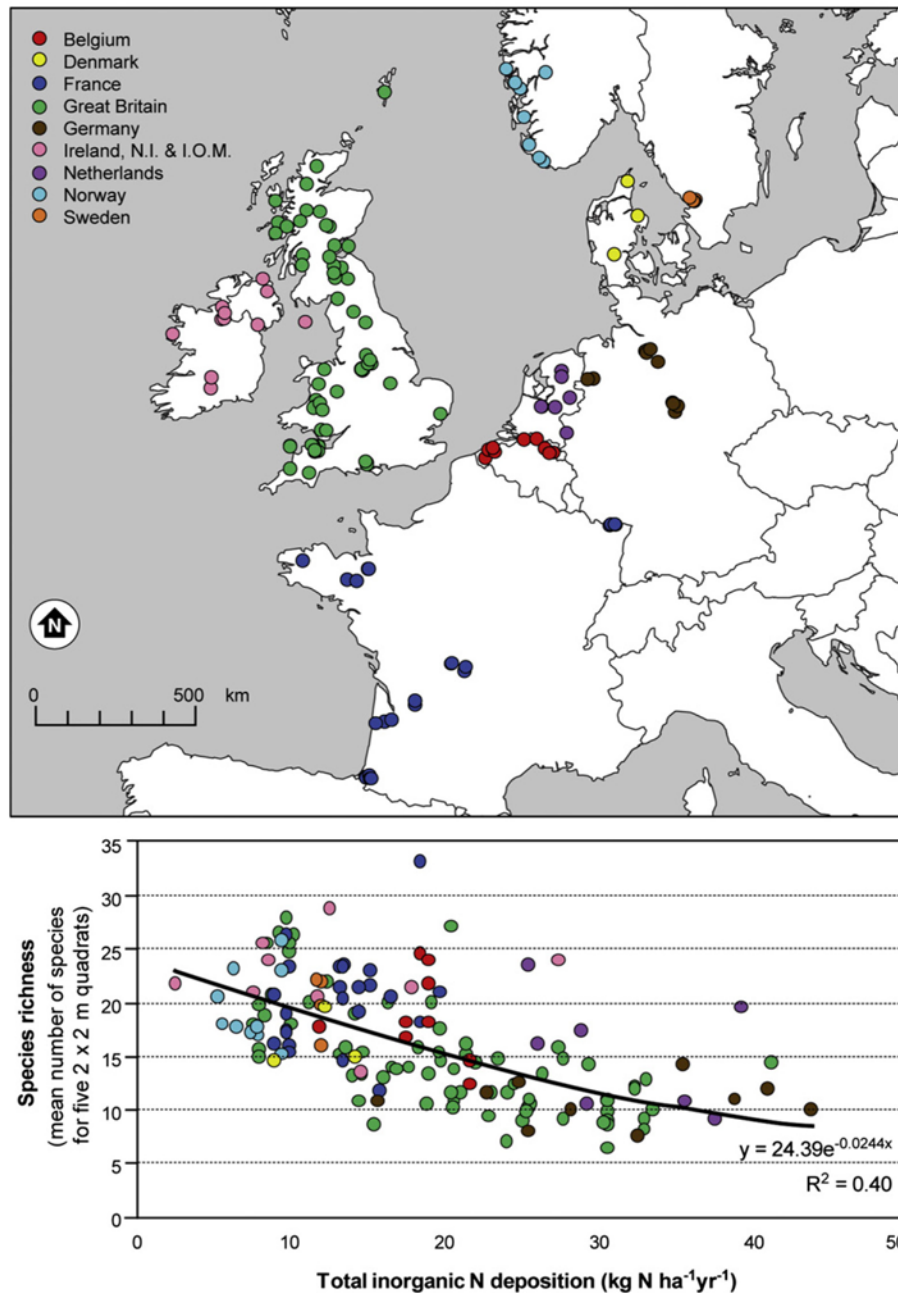 Belgium
Denmark
France
Great Britain
Germany
Ireland, N.I. & I.O.M.
Netherlands
Norway
Sweden
N
0 500 km
35
30
25
20
15
10
5
0
Species richness
(mean number of species
for five 2 x 2 m quadrats)
y = 24.39e^-0.0244x
R² = 0.40
0 10 20 30 40 50
Total inorganic N deposition (kg N ha⁻¹yr⁻¹)